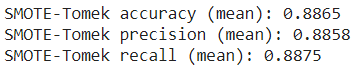 SMOTE-Tomek accuracy (mean): 0.8865
SMOTE-Tomek precision (mean): 0.8858
SMOTE-Tomek recall (mean): 0.8875